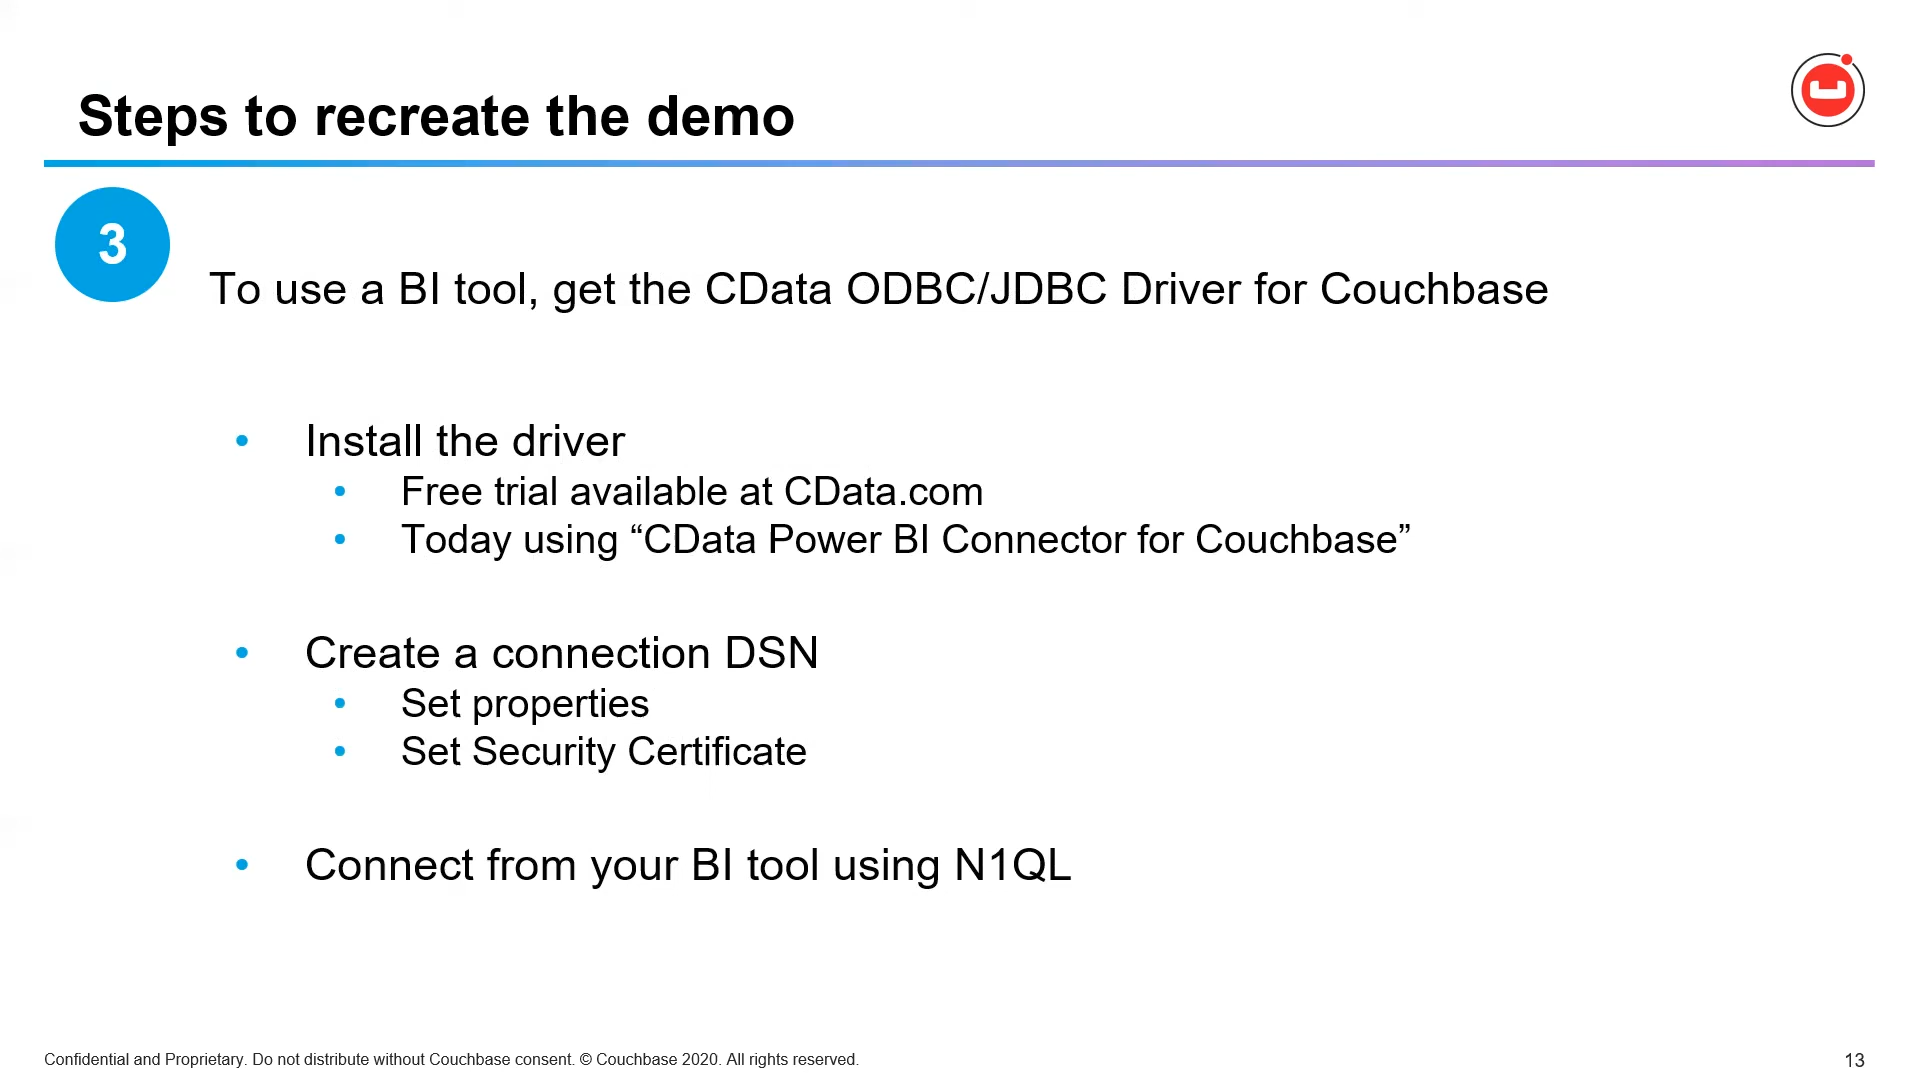 Steps to recreate the demo
3
To use a BI tool, get the CData ODBC/JDBC Driver for Couchbase
• Install the driver
• Free trial available at CData.com
• Today using “CData Power BI Connector for Couchbase”
• Create a connection DSN
• Set properties
• Set Security Certificate
• Connect from your BI tool using N1QL
Confidential and Proprietary. Do not distribute without Couchbase consent. © Couchbase 2020. All rights reserved.
13